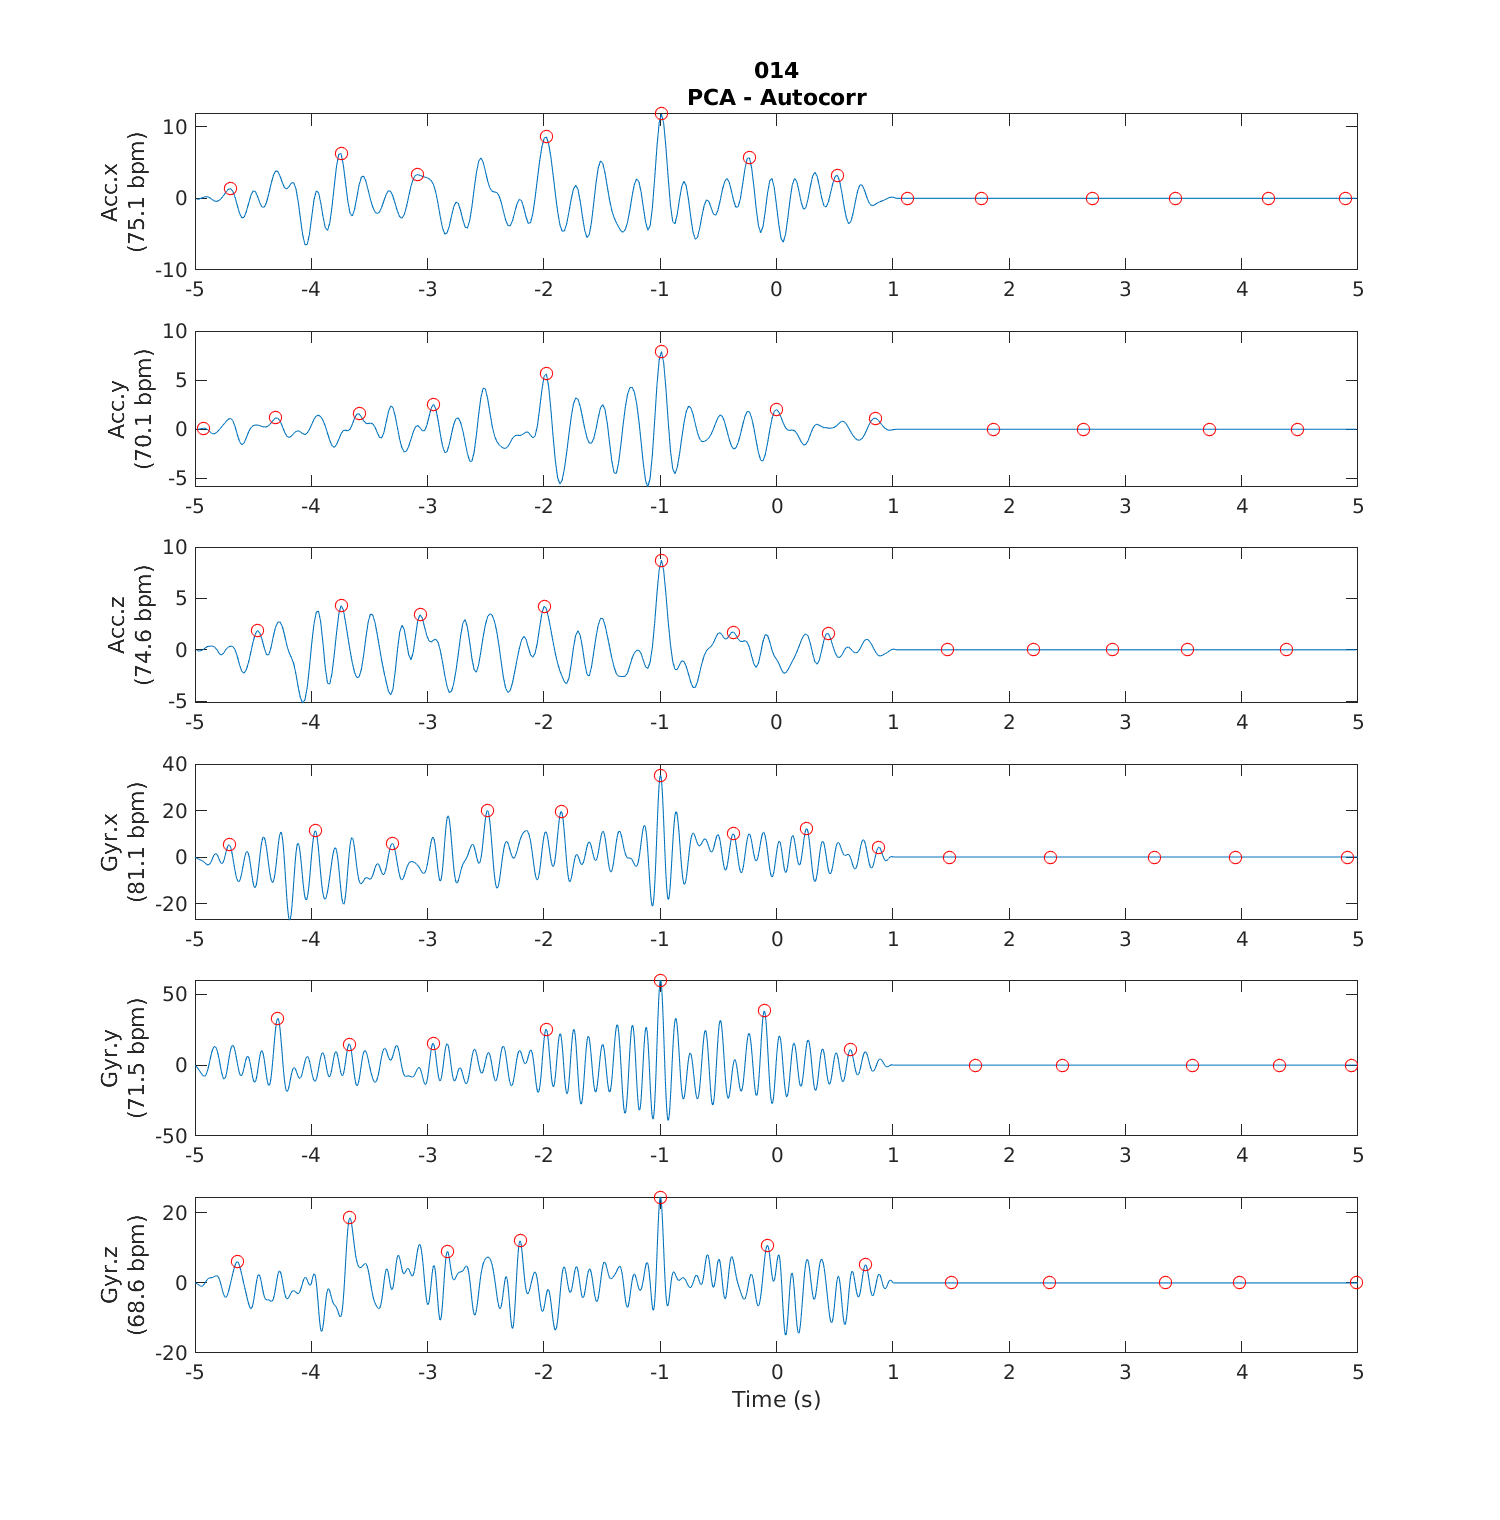 014
PCA - Autocorr
Acc.x
(75.1 bpm)
10
0
-10
-5 -4 -3 -2 -1 0 1 2 3 4 5
Acc.y
(70.1 bpm)
10
5
0
-5
-5 -4 -3 -2 -1 0 1 2 3 4 5
Acc.z
(74.6 bpm)
10
5
0
-5
-5 -4 -3 -2 -1 0 1 2 3 4 5
Gyr.x
(81.1 bpm)
40
20
0
-20
-5 -4 -3 -2 -1 0 1 2 3 4 5
Gyr.y
(71.5 bpm)
50
0
-50
-5 -4 -3 -2 -1 0 1 2 3 4 5
Gyr.z
(68.6 bpm)
20
0
-20
-5 -4 -3 -2 -1 0 1 2 3 4 5
Time (s)